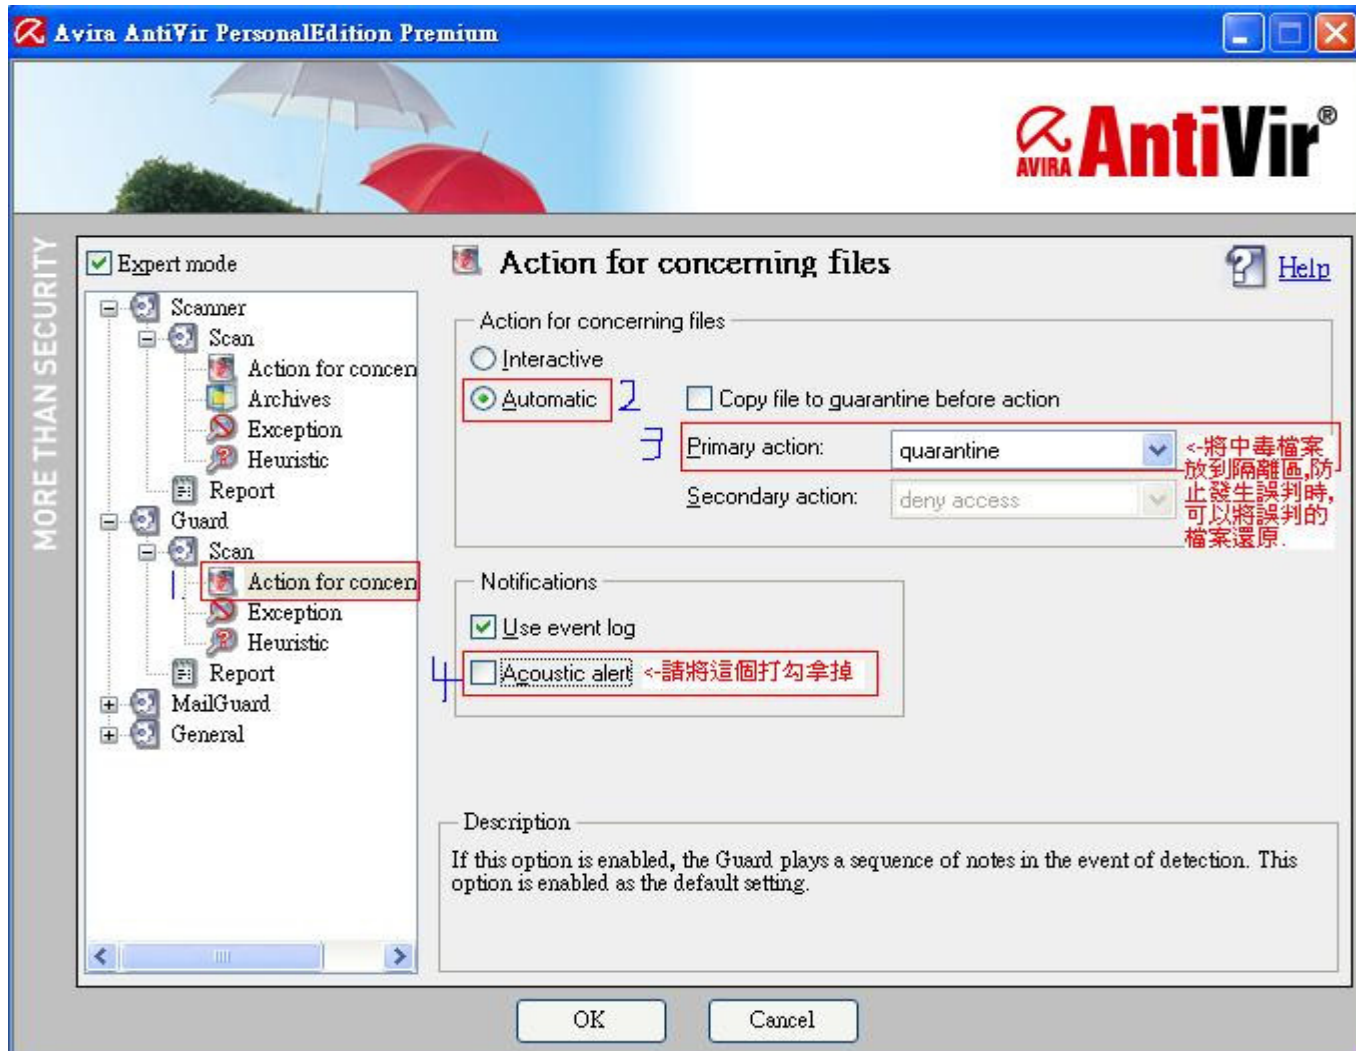 Avira AntiVir PersonalEdition Premium
AVIRA AntiVir®
MORE THAN SECURITY
Expert mode
Scanner
Scan
Action for concen
Archives
Exception
Heuristic
Report
Guard
Scan
1. Action for concen
Exception
Heuristic
Report
MailGuard
General
Action for concerning files
Help
Action for concerning files
Interactive
Automatic 2
Copy file to quarantine before action
3 Primary action: quarantine
<-將中毒檔案
放到隔離區,防
止發生誤判時,
可以將誤判的
檔案還原.
Secondary action: deny access
Notifications
Use event log
4 Acoustic alert <-請將這個打勾拿掉
Description
If this option is enabled, the Guard plays a sequence of notes in the event of detection. This
option is enabled as the default setting.
OK
Cancel